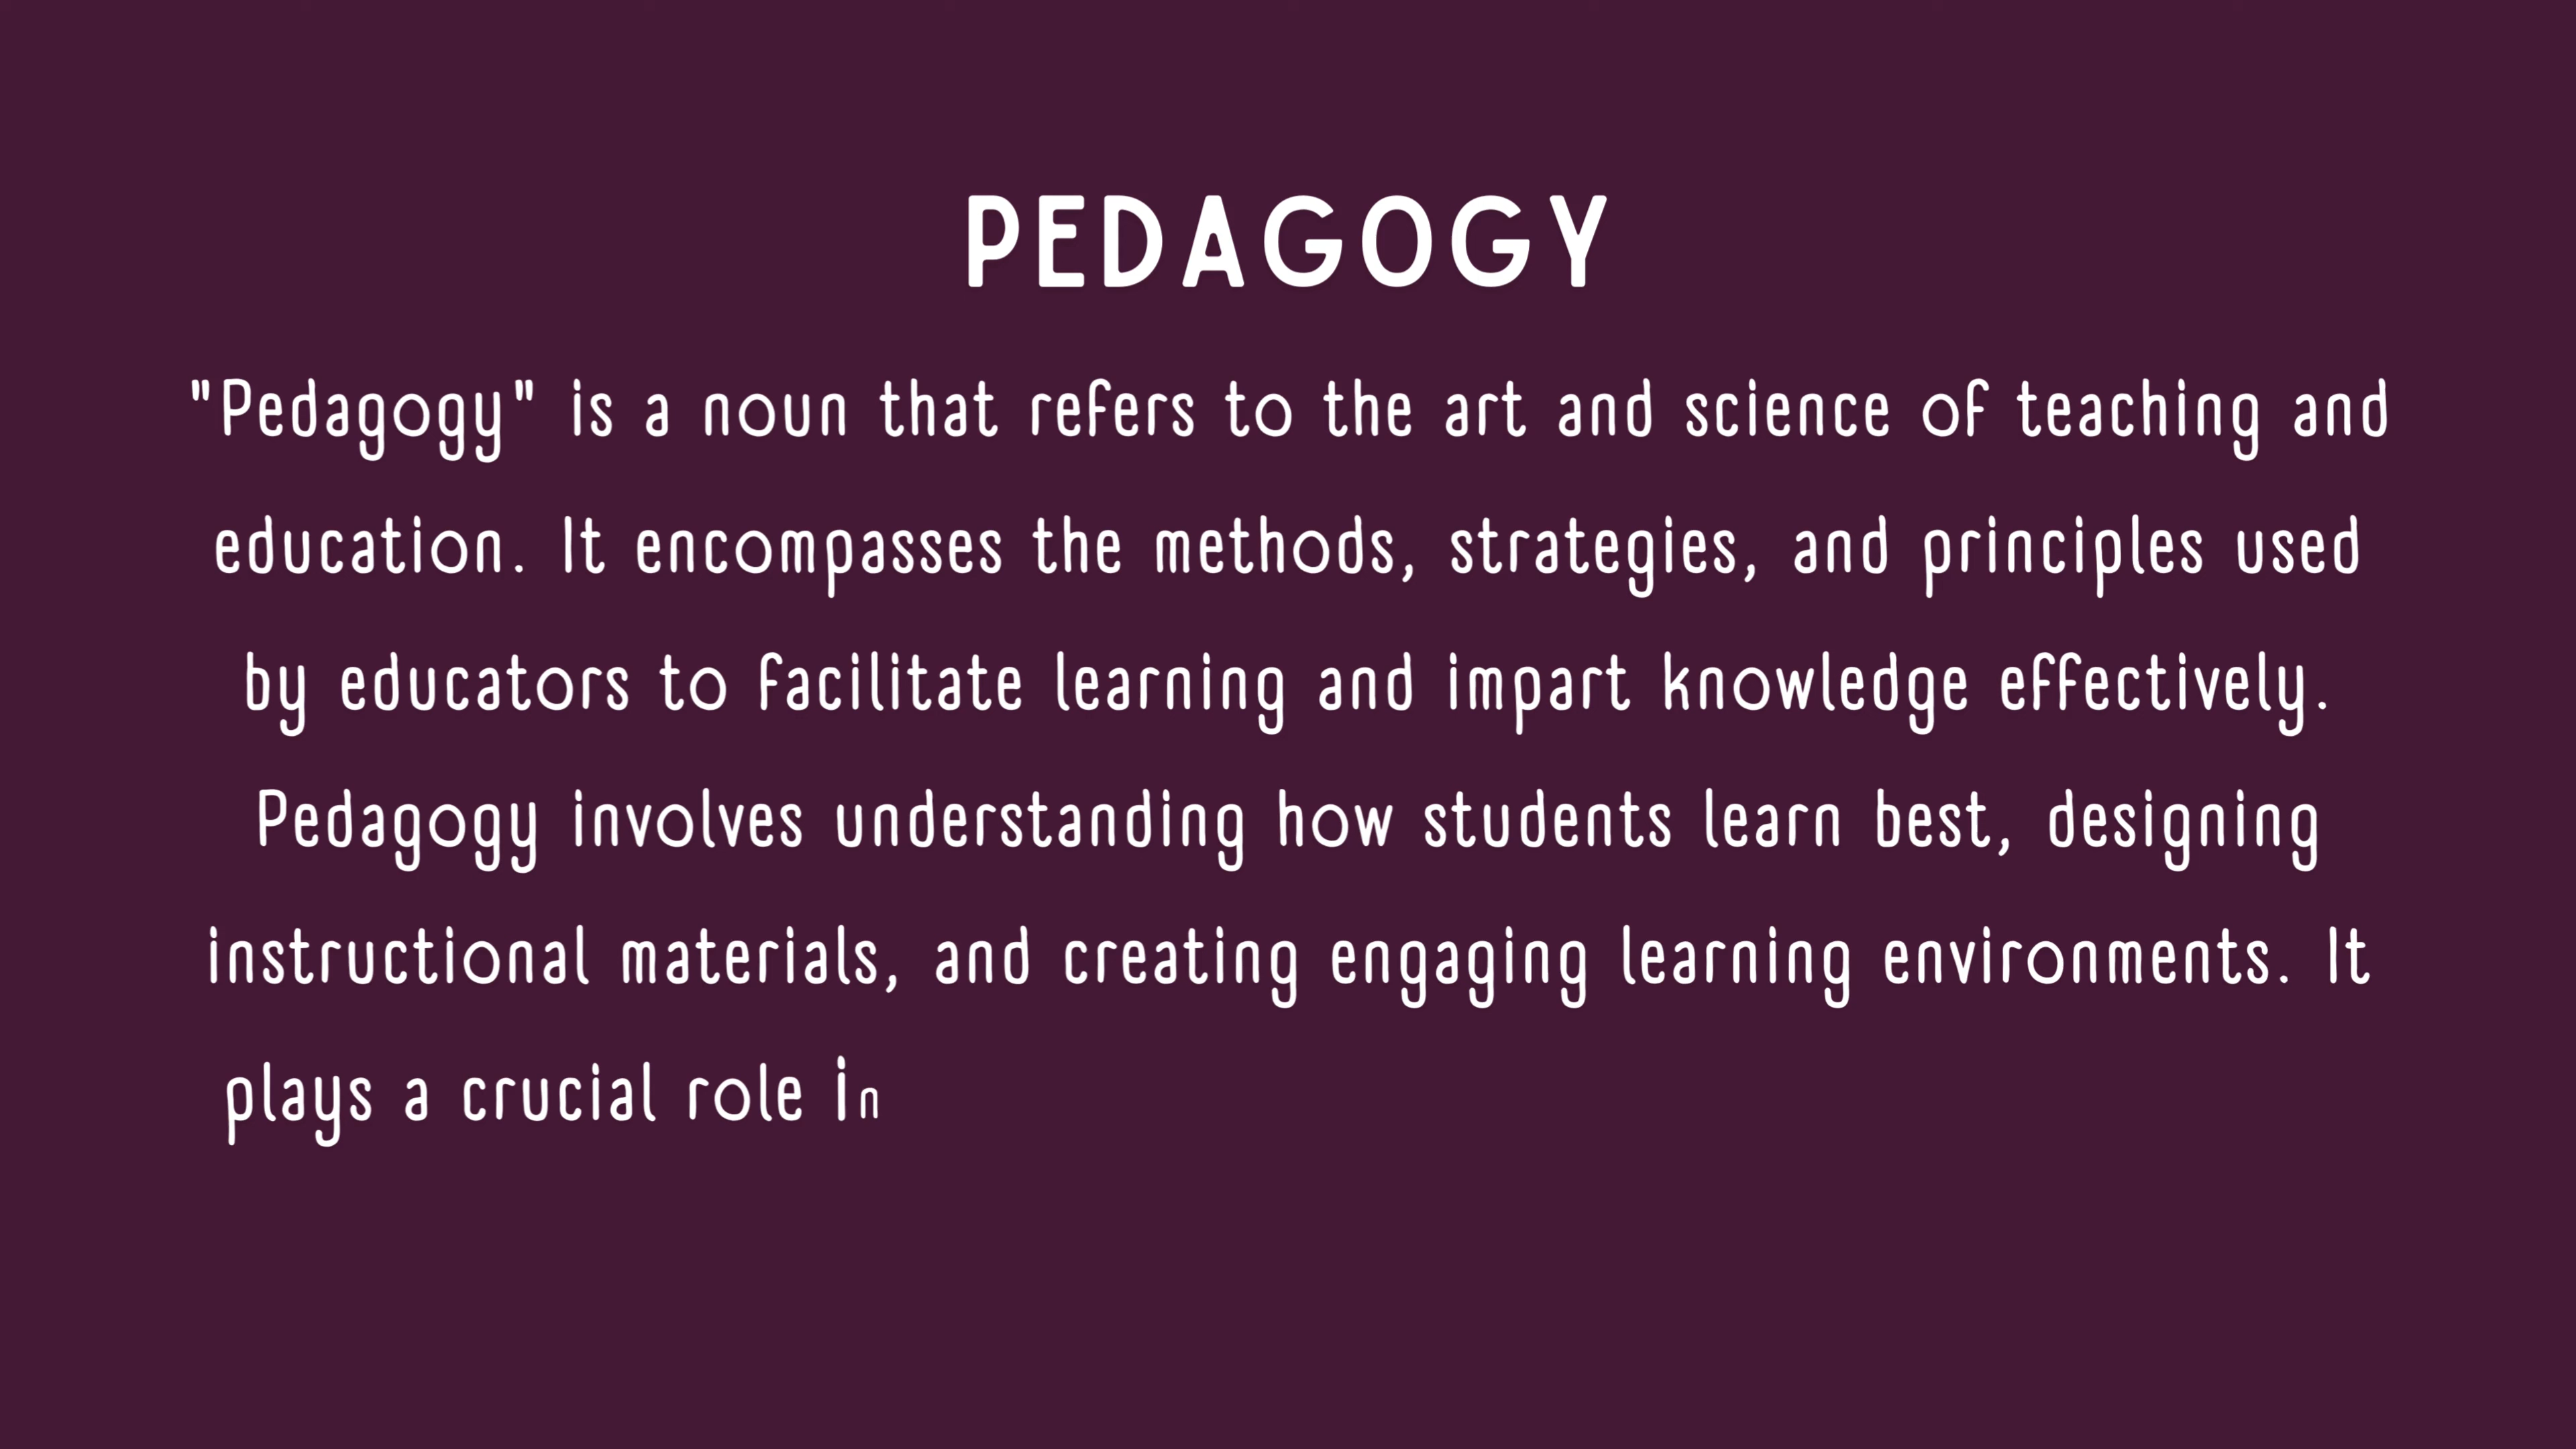 PEDAGOGY
"Pedagogy" is a noun that refers to the art and science of teaching and
education. It encompasses the methods, strategies, and principles used
by educators to facilitate learning and impart knowledge effectively.
Pedagogy involves understanding how students learn best, designing
instructional materials, and creating engaging learning environments. It
plays a crucial role in